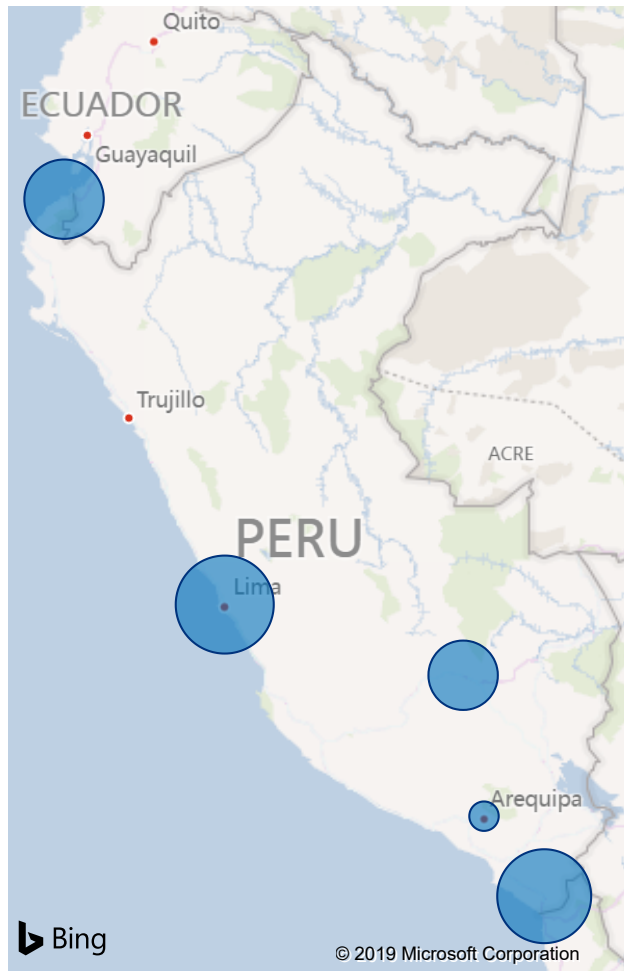 Quito
ECUADOR
Guayaquil
Trujillo
ACRE
PERU
Lima
Arequipa
Bing
© 2019 Microsoft Corporation